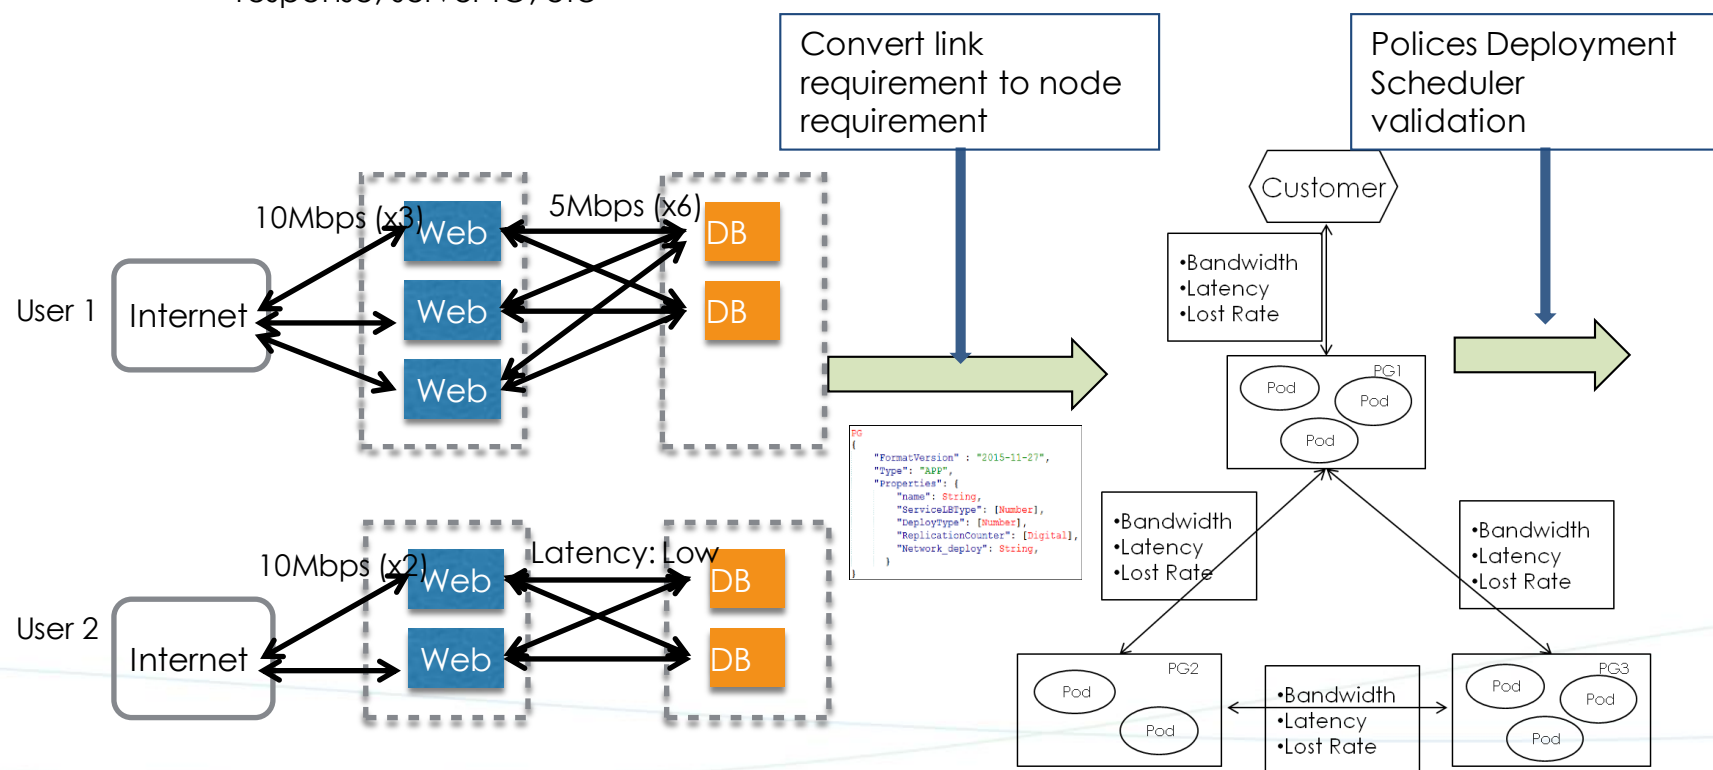 Convert link
requirement to node
requirement
Polices Deployment
Scheduler
validation
Customer
10Mbps (x3)
5Mbps (x6)
Web
DB
User 1
Internet
Web
DB
Web
•Bandwidth
•Latency
•Lost Rate
PG1
Pod
Pod
Pod
PG
{
"FormatVersion" : "2015-11-27",
"Type": "APP",
"Properties": {
"name": String,
"ServiceLBType": [Number],
"DeployType": [Number],
"ReplicationCounter": [Digital],
"Network_deploy": String,
}
}
•Bandwidth
•Latency
•Lost Rate
•Bandwidth
•Latency
•Lost Rate
10Mbps (x2)
Latency: Low
Web
DB
User 2
Internet
Web
DB
PG2
Pod
Pod
•Bandwidth
•Latency
•Lost Rate
PG3
Pod
Pod
Pod